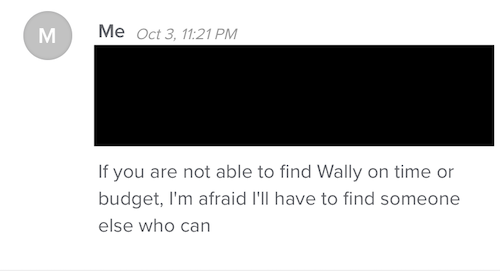 M
Me Oct 3, 11:21 PM
If you are not able to find Wally on time or
budget, I'm afraid I'll have to find someone
else who can